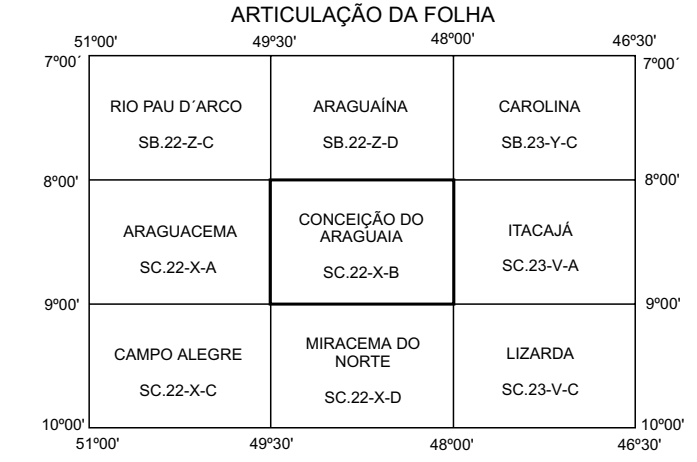 ARTICULAÇÃO DA FOLHA
51º00' 49º30' 48º00' 46º30'
7º00´ 7º00´
RIO PAU D´ARCO ARAGUAÍNA CAROLINA
SB.22-Z-C SB.22-Z-D SB.23-Y-C
8º00' 8º00'
ARAGUACEMA CONCEIÇÃO DO ARAGUAIA ITACAJÁ
SC.22-X-A SC.22-X-B SC.23-V-A
9º00' 9º00'
CAMPO ALEGRE MIRACEMA DO NORTE LIZARDA
SC.22-X-C SC.22-X-D SC.23-V-C
10º00' 10º00'
51º00' 49º30' 48º00' 46º30'